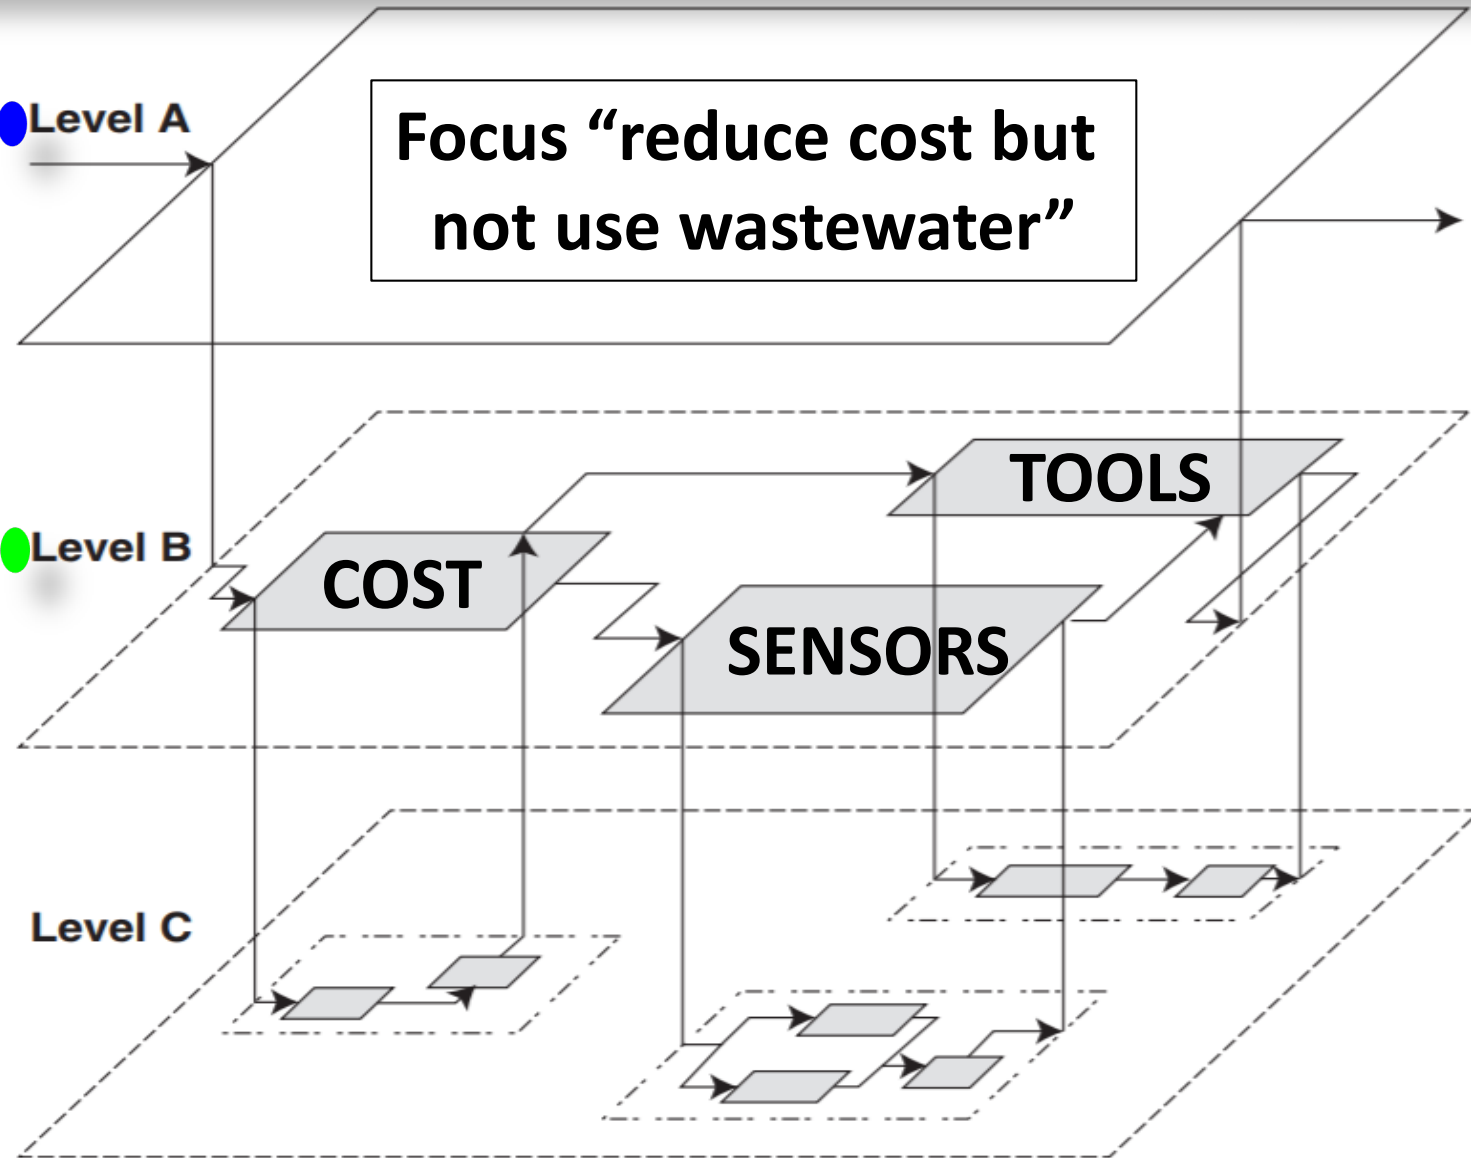 Level A
Focus “reduce cost but
not use wastewater”
Level B
TOOLS
COST
SENSORS
Level C